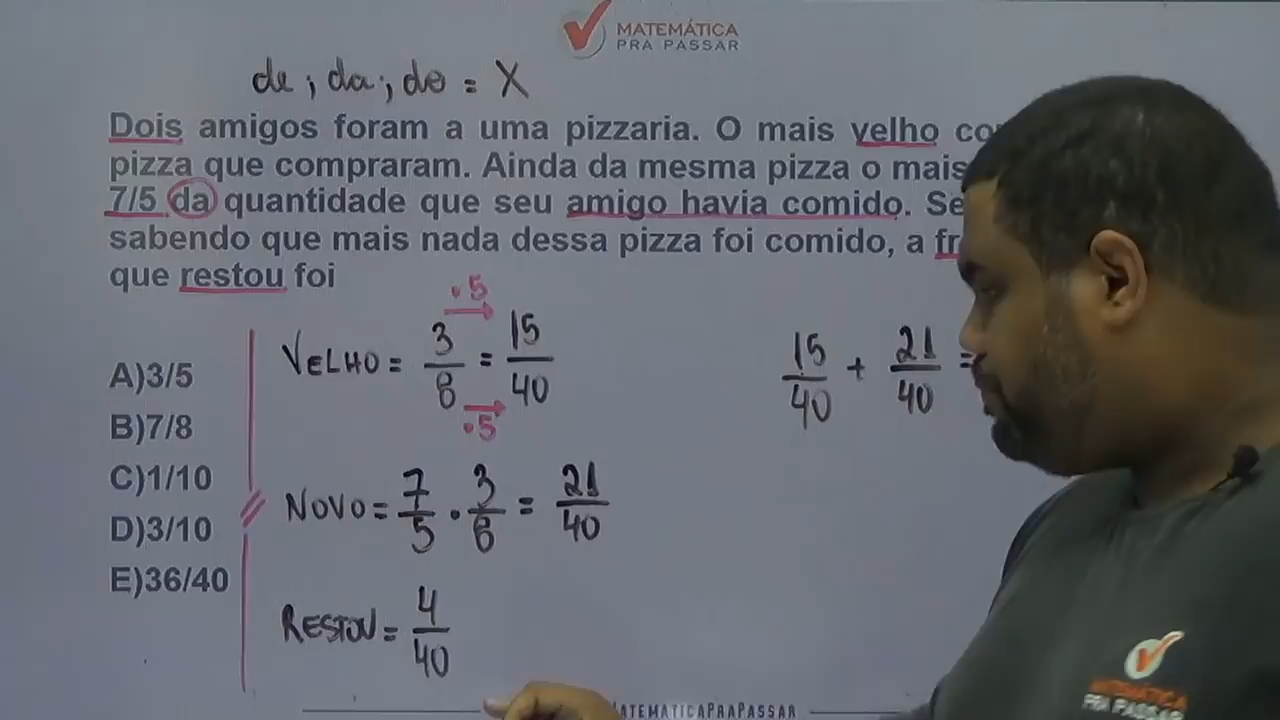 MATEMÁTICA
PRA PASSAR
de ; da ; do = X
Dois amigos foram a uma pizzaria. O mais velho
pizza que compraram. Ainda da mesma pizza o mais
7/5 da quantidade que seu amigo havia comido.
sabendo que mais nada dessa pizza foi comido, a
que restou foi
A)3/5
B)7/8
C)1/10
D)3/10
E)36/40
VELHO = 3/8 = 15/40
.5
.5
15/40 + 21/40 =
NOVO = 7/5 . 3/8 = 21/40
RESTOU = 4/40
MATEMÁTICA
PRA PASSAR
MATEMATICAPRAPASSAR